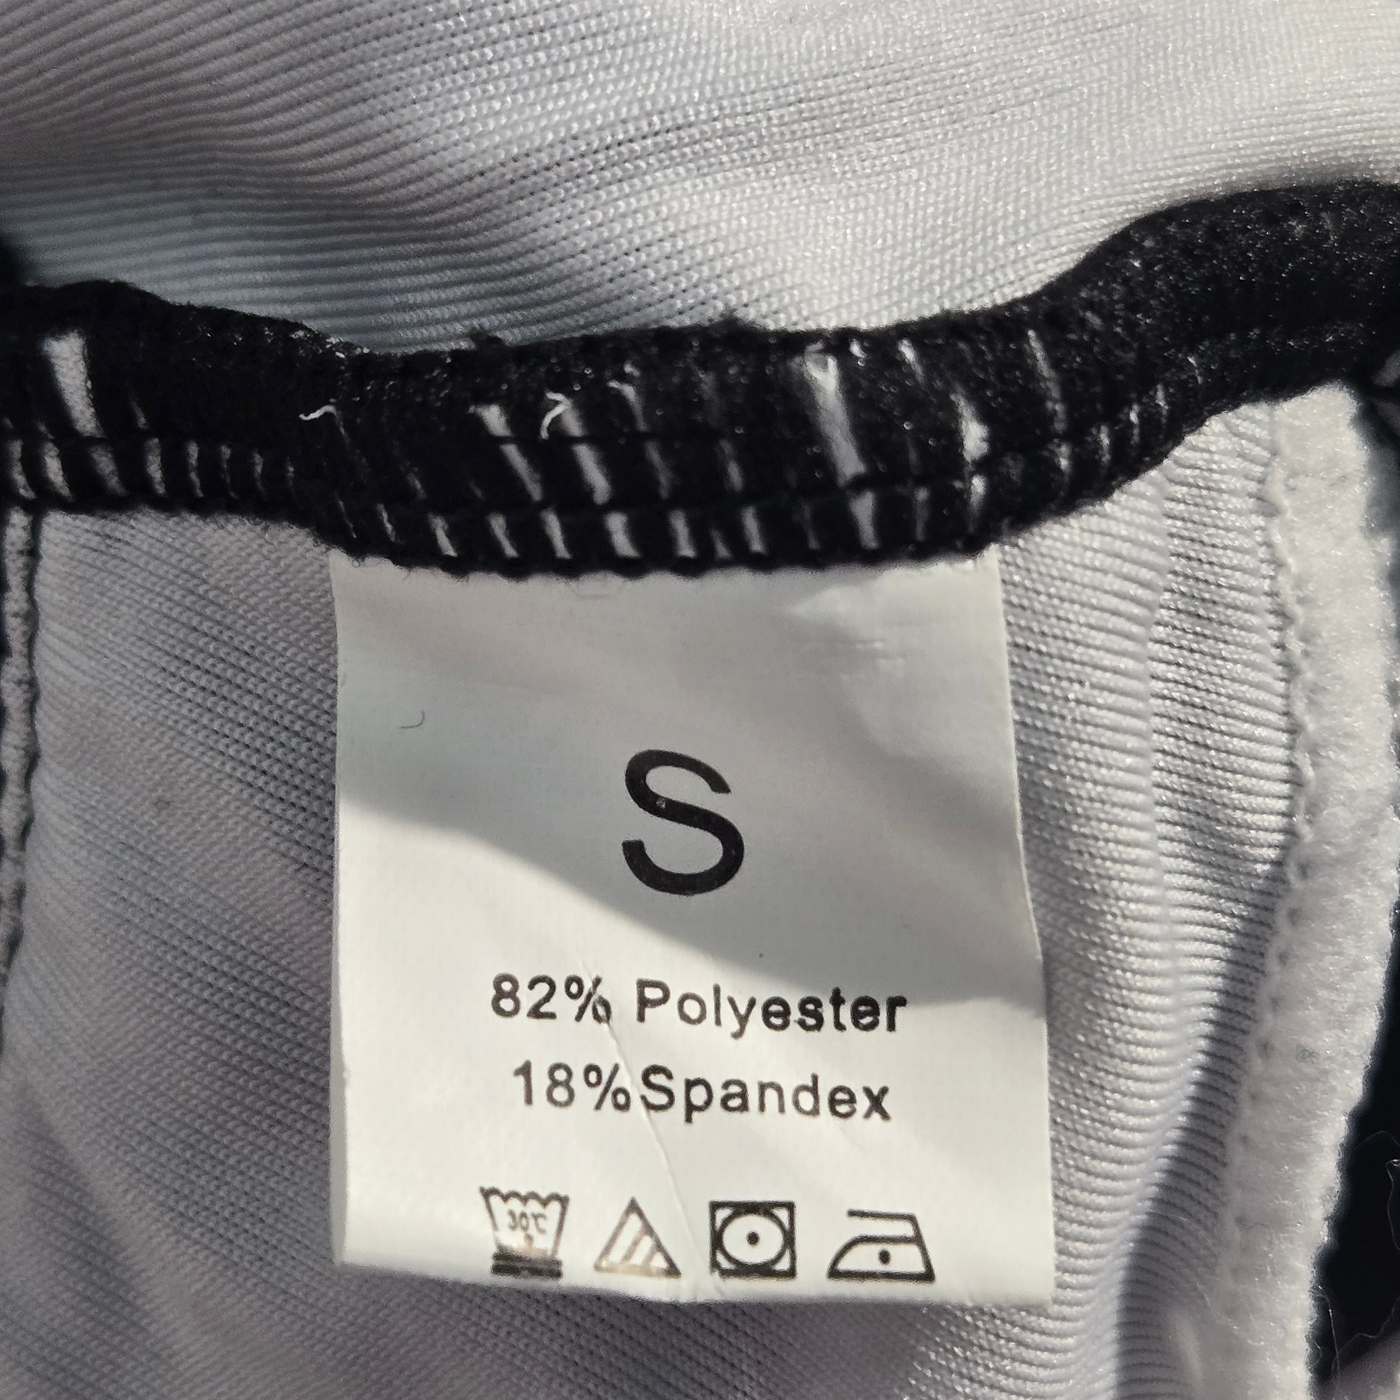 S
82% Polyester
18%Spandex
30℃